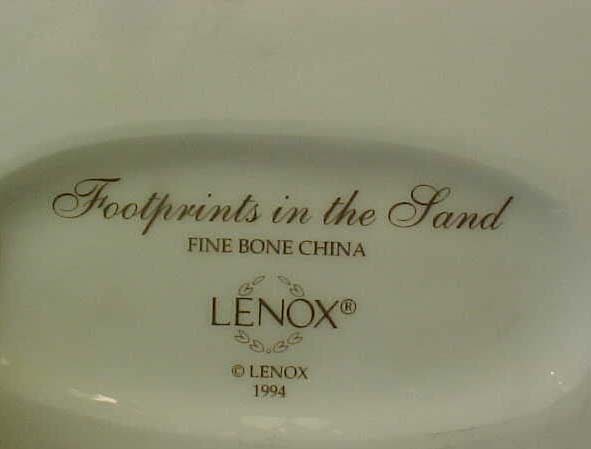 Footprints in the Sand
FINE BONE CHINA
LENOX®
© LENOX
1994